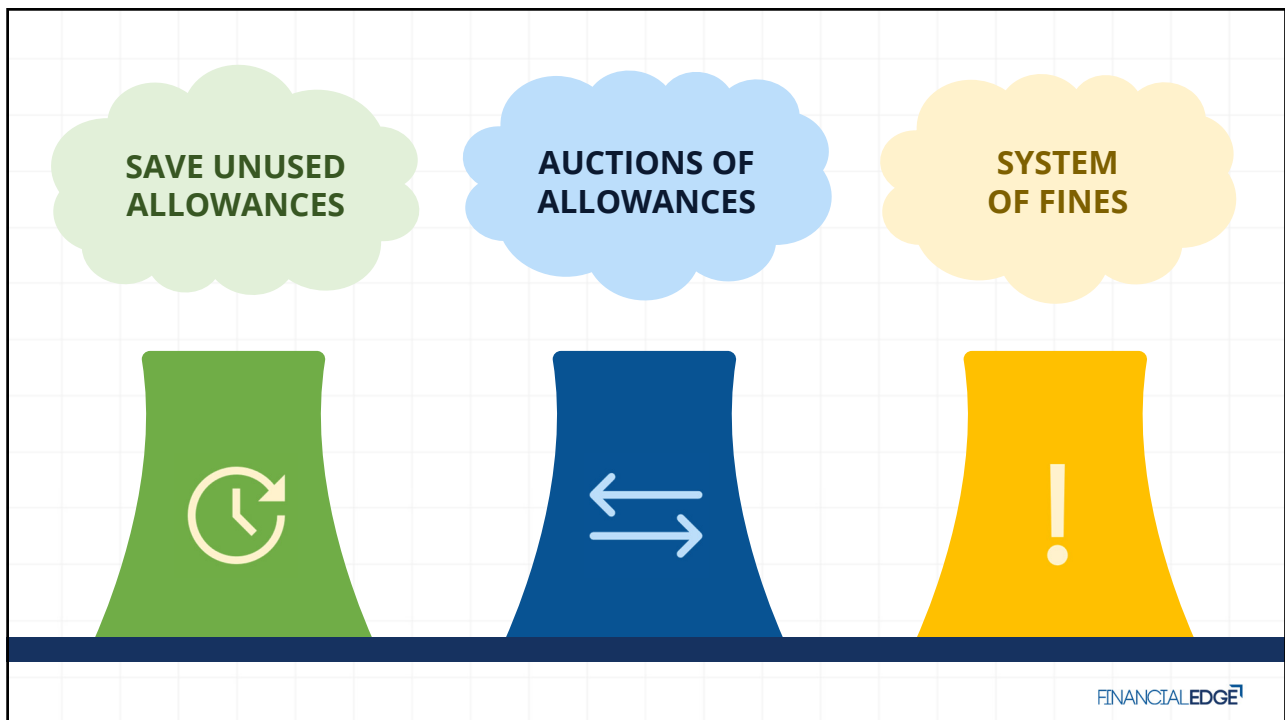 SAVE UNUSED
ALLOWANCES
AUCTIONS OF
ALLOWANCES
SYSTEM
OF FINES
!
FINANCIALEDGE